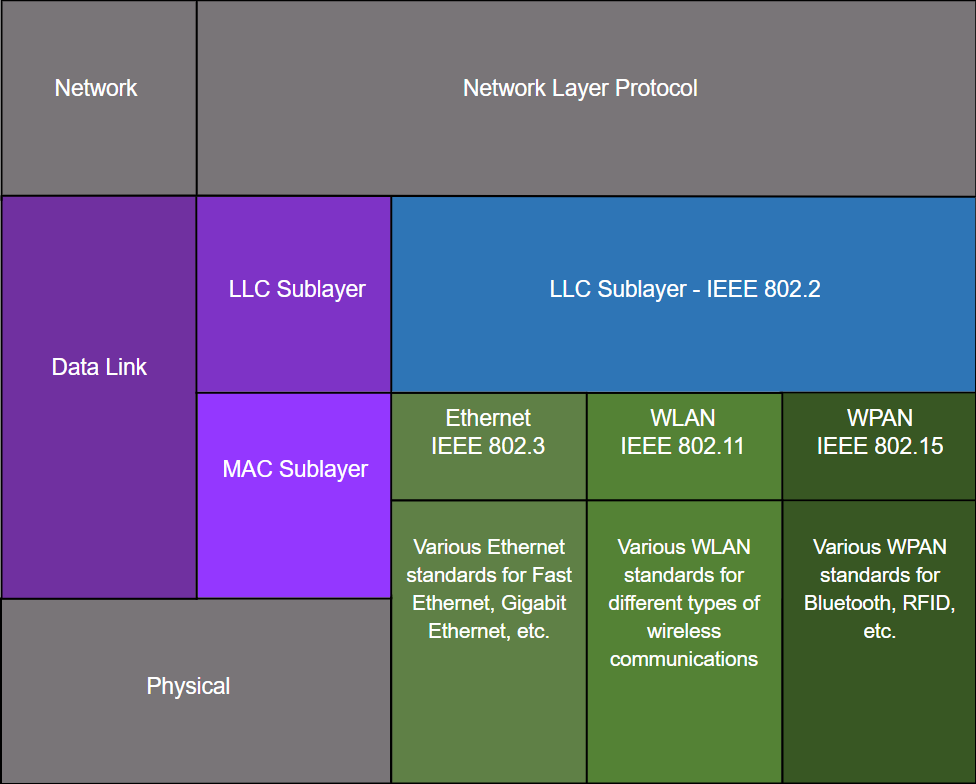 Network
Network Layer Protocol
LLC Sublayer
LLC Sublayer - IEEE 802.2
Data Link
MAC Sublayer
Ethernet
IEEE 802.3
WLAN
IEEE 802.11
WPAN
IEEE 802.15
Various Ethernet
standards for Fast
Ethernet, Gigabit
Ethernet, etc.
Various WLAN
standards for
different types of
wireless
communications
Various WPAN
standards for
Bluetooth, RFID,
etc.
Physical